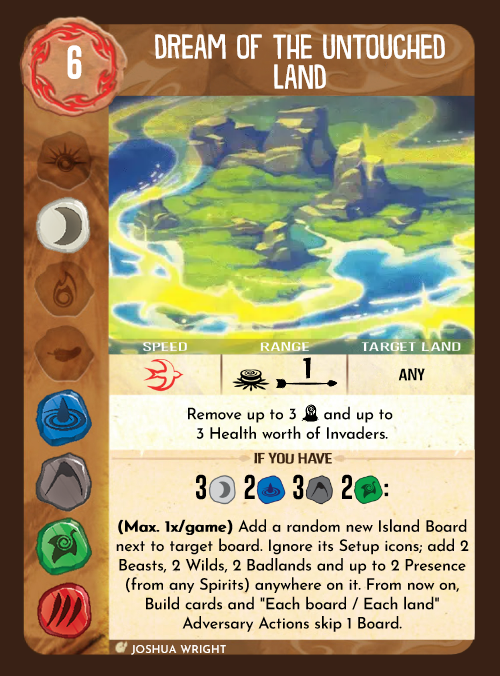 6
DREAM OF THE UNTOUCHED
LAND
SPEED RANGE TARGET LAND
1
ANY
Remove up to 3 and up to
3 Health worth of Invaders.
IF YOU HAVE
3 2 3 2 :
(Max. 1x/game) Add a random new Island Board
next to target board. Ignore its Setup icons; add 2
Beasts, 2 Wilds, 2 Badlands and up to 2 Presence
(from any Spirits) anywhere on it. From now on,
Build cards and "Each board / Each land"
Adversary Actions skip 1 Board.
JOSHUA WRIGHT